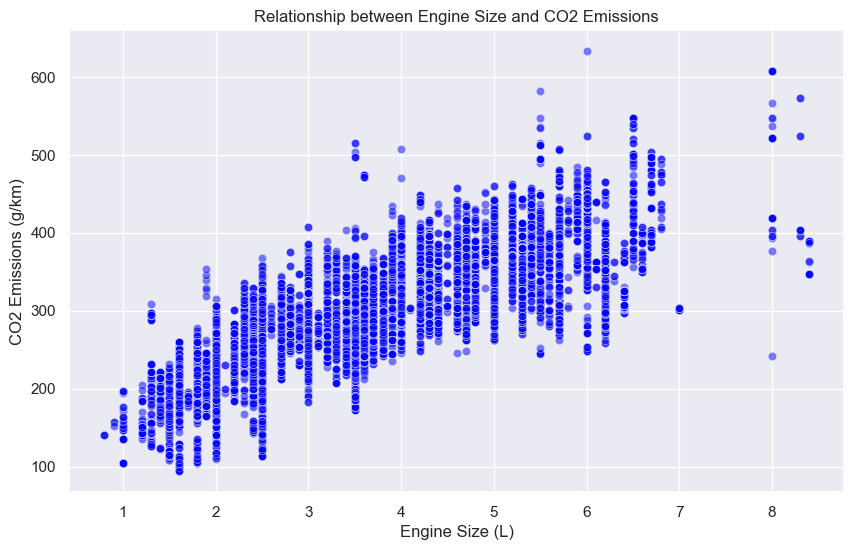 Relationship between Engine Size and CO2 Emissions
CO2 Emissions (g/km)
600
500
400
300
200
100
1 2 3 4 5 6 7 8
Engine Size (L)